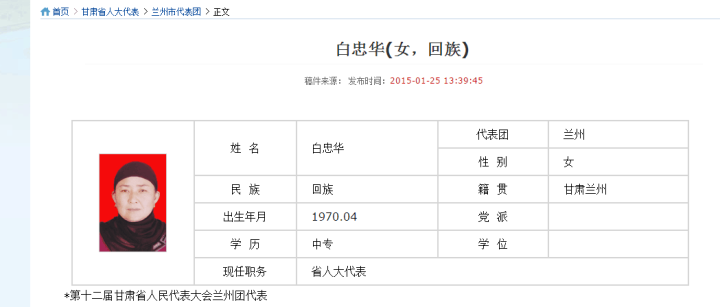 首页 > 甘肃省人大代表 > 兰州市代表团 > 正文
白忠华(女，回族)
稿件来源： 发布时间：2015-01-25 13:39:45
姓 名 白忠华 代表团 兰州
性 别 女
民 族 回族 籍 贯 甘肃兰州
出生年月 1970.04 党 派
学 历 中专 学 位
现任职务 省人大代表
*第十二届甘肃省人民代表大会兰州团代表